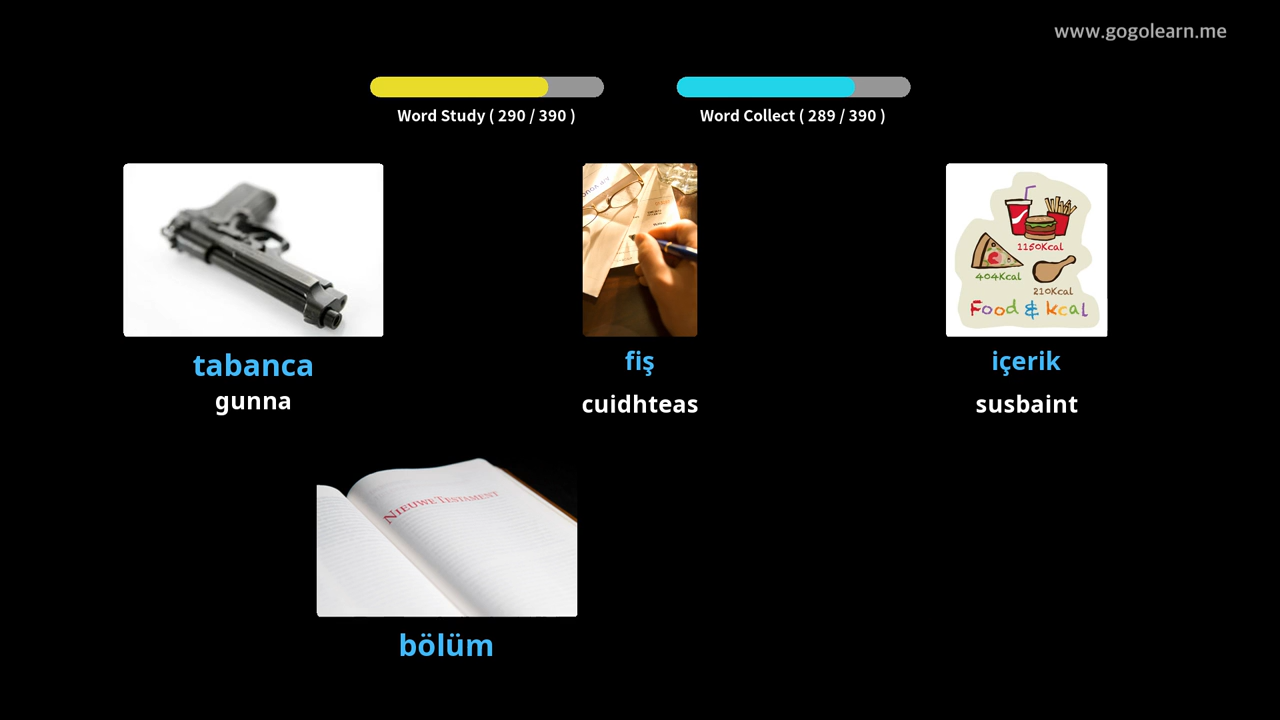 www.gogolearn.me
Word Study ( 290 / 390 )
Word Collect ( 289 / 390 )
1150Kcal
404Kcal
210Kcal
Food & kcal
tabanca
gunna
fiş
cuidhteas
içerik
susbaint
NIEUWE TESTAMENT
bölüm